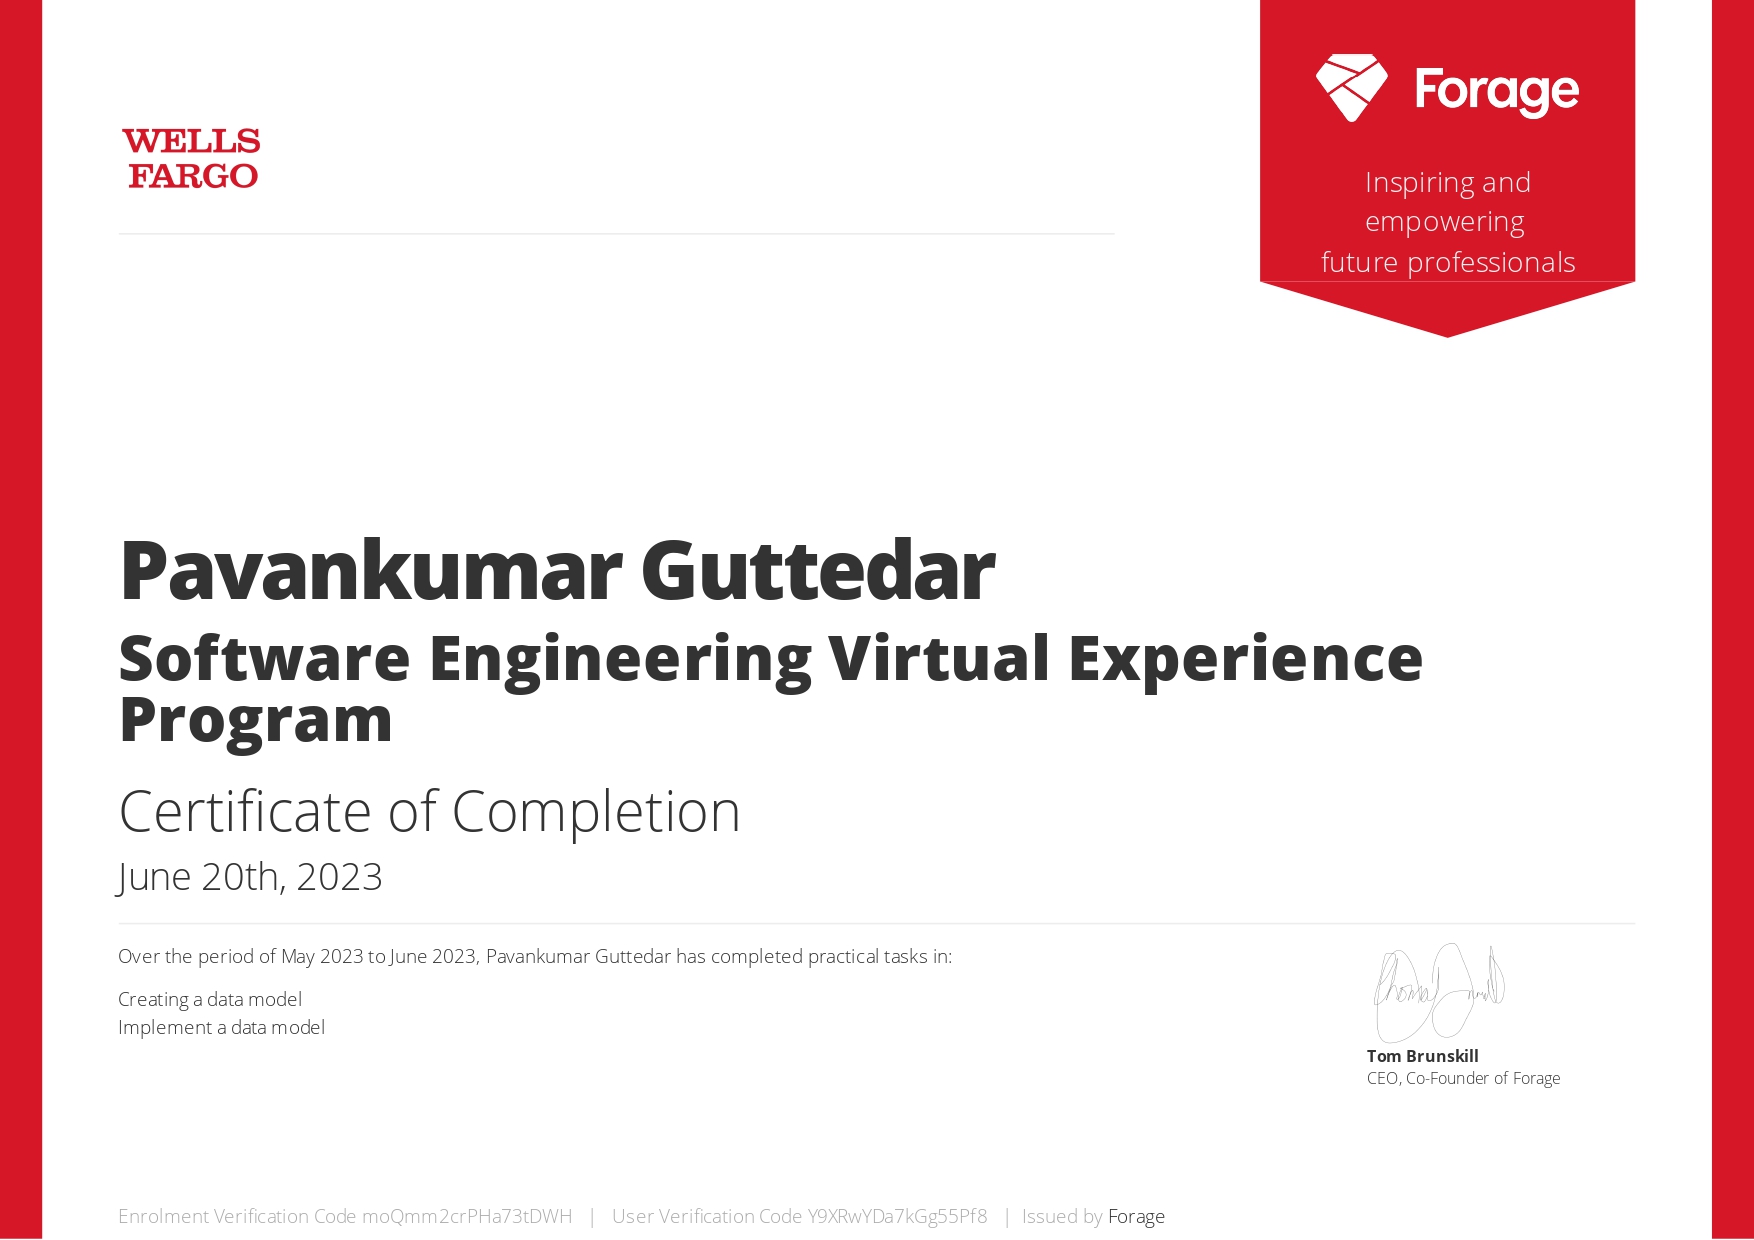 WELLS
FARGO
Forage
Inspiring and
empowering
future professionals
Pavankumar Guttedar
Software Engineering Virtual Experience
Program
Certificate of Completion
June 20th, 2023
Over the period of May 2023 to June 2023, Pavankumar Guttedar has completed practical tasks in:
Creating a data model
Implement a data model
Tom Brunskill
CEO, Co-Founder of Forage
Enrolment Verification Code moQmm2crPHa73tDWH | User Verification Code Y9XRwYDa7kGg55Pf8 | Issued by Forage